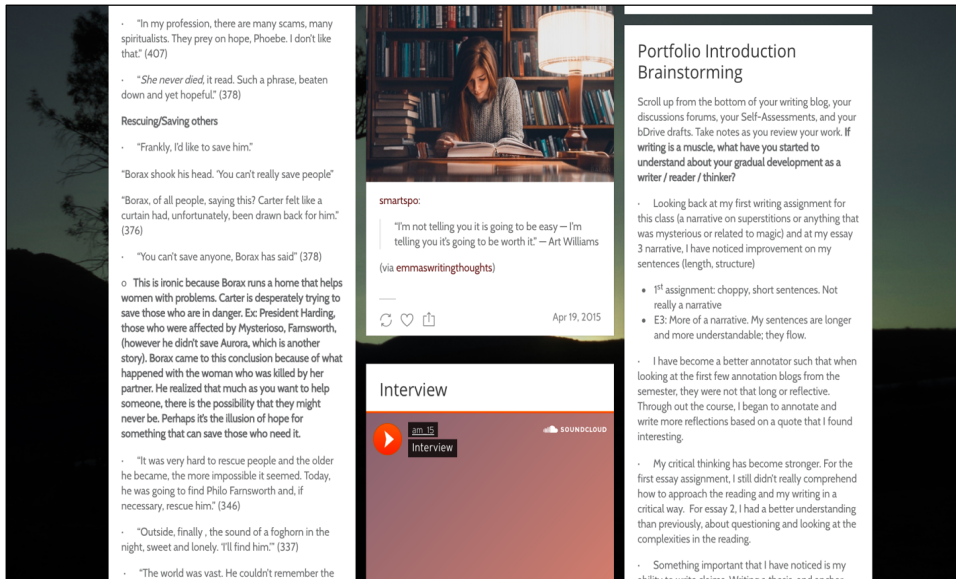 · "In my profession, there are many scams, many
spiritualists. They prey on hope, Phoebe. I don't like
that." (407)
· "She never died, it read. Such a phrase, beaten
down and yet hopeful." (378)
Rescuing/Saving others
· "Frankly, I'd like to save him."
"Borax shook his head. 'You can't really save people"
"Borax, of all people, saying this? Carter felt like a
curtain had, unfortunately, been drawn back for him."
(376)
· "You can't save anyone, Borax has said" (378)
o This is ironic because Borax runs a home that helps
women with problems. Carter is desperately trying to
save those who are in danger. Ex: President Harding,
those who were affected by Mysterioso, Farnsworth,
(however he didn't save Aurora, which is another
story). Borax came to this conclusion because of what
happened with the woman who was killed by her
partner. He realized that much as you want to help
someone, there is the possibility that they might
never be. Perhaps it's the illusion of hope for
something that can save those who need it.
· "It was very hard to rescue people and the older
he became, the more impossible it seemed. Today,
he was going to find Philo Farnsworth and, if
necessary, rescue him." (346)
· "Outside, finally , the sound of a foghorn in the
night, sweet and lonely. 'I'll find him.'" (337)
· "The world was vast. He couldn't remember the
smartspo:
"I'm not telling you it is going to be easy — I'm
telling you it's going to be worth it." — Art Williams
(via emmaswritingthoughts)
Apr 19, 2015
Interview
am_15
SOUNDCLOUD
Interview
Portfolio Introduction
Brainstorming
Scroll up from the bottom of your writing blog, your
discussions forums, your Self-Assessments, and your
bDrive drafts. Take notes as you review your work. If
writing is a muscle, what have you started to
understand about your gradual development as a
writer / reader / thinker?
· Looking back at my first writing assignment for
this class (a narrative on superstitions or anything that
was mysterious or related to magic) and at my essay
3 narrative, I have noticed improvement on my
sentences (length, structure)
• 1st assignment: choppy, short sentences. Not
really a narrative
• E3: More of a narrative. My sentences are longer
and more understandable; they flow.
· I have become a better annotator such that when
looking at the first few annotation blogs from the
semester, they were not that long or reflective.
Through out the course, I began to annotate and
write more reflections based on a quote that I found
interesting.
· My critical thinking has become stronger. For the
first essay assignment, I still didn't really comprehend
how to approach the reading and my writing in a
critical way. For essay 2, I had a better understanding
than previously, about questioning and looking at the
complexities in the reading.
· Something important that I have noticed is my
ability to write claims. Writing a thesis and anchor